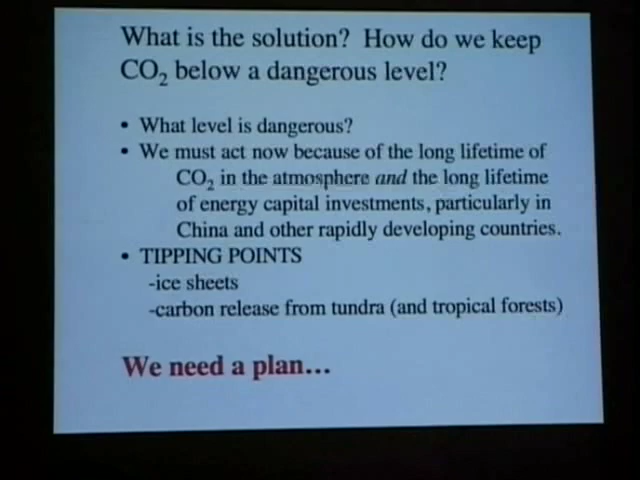 What is the solution? How do we keep
CO₂ below a dangerous level?
• What level is dangerous?
• We must act now because of the long lifetime of
CO₂ in the atmosphere and the long lifetime
of energy capital investments, particularly in
China and other rapidly developing countries.
• TIPPING POINTS
-ice sheets
-carbon release from tundra (and tropical forests)
We need a plan...